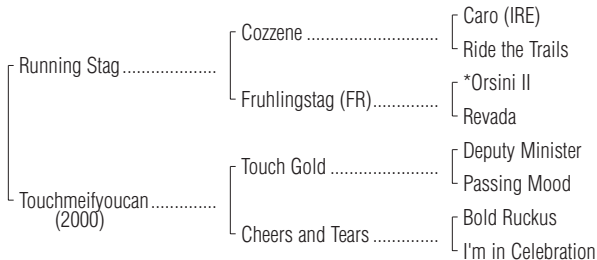 Caro (IRE)
Cozzene ............................
Ride the Trails
Running Stag....................
*Orsini II
Fruhlingstag (FR)..............
Revada
Deputy Minister
Touch Gold .......................
Passing Mood
Touchmeifyoucan..............
(2000)
Bold Ruckus
Cheers and Tears ..............
I'm in Celebration